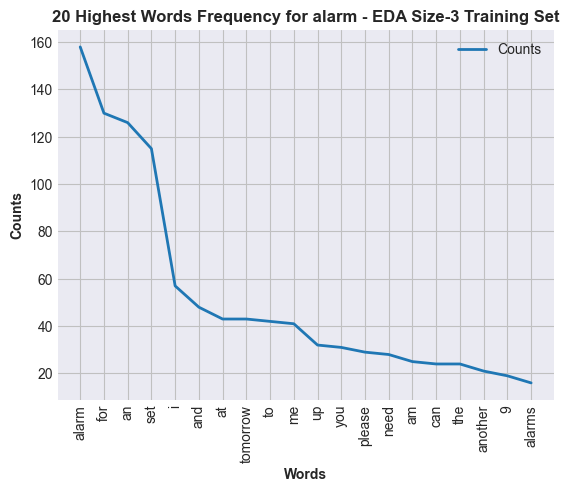 20 Highest Words Frequency for alarm - EDA Size-3 Training Set
Counts
160
140
120
100
80
60
40
20
Counts
alarm
for
an
set
i
and
at
tomorrow
to
me
up
you
please
need
am
can
the
another
9
alarms
Words